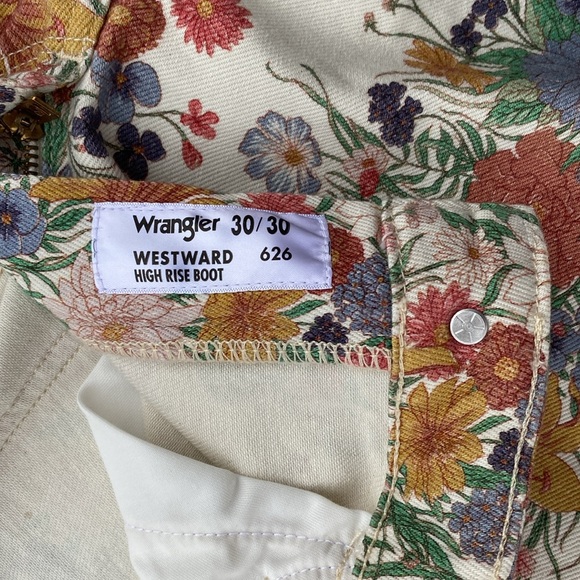 Wrangler 30/30
WESTWARD 626
HIGH RISE BOOT